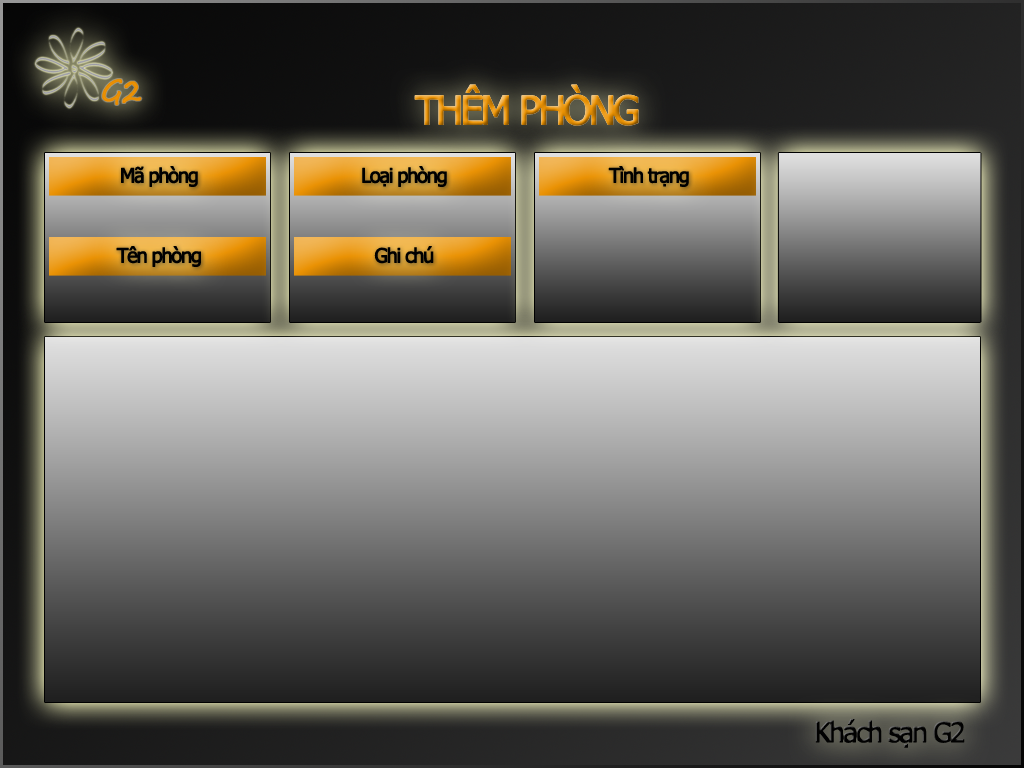 G2
THÊM PHÒNG
Mã phòng
Loại phòng
Tình trạng
Tên phòng
Ghi chú
Khách sạn G2